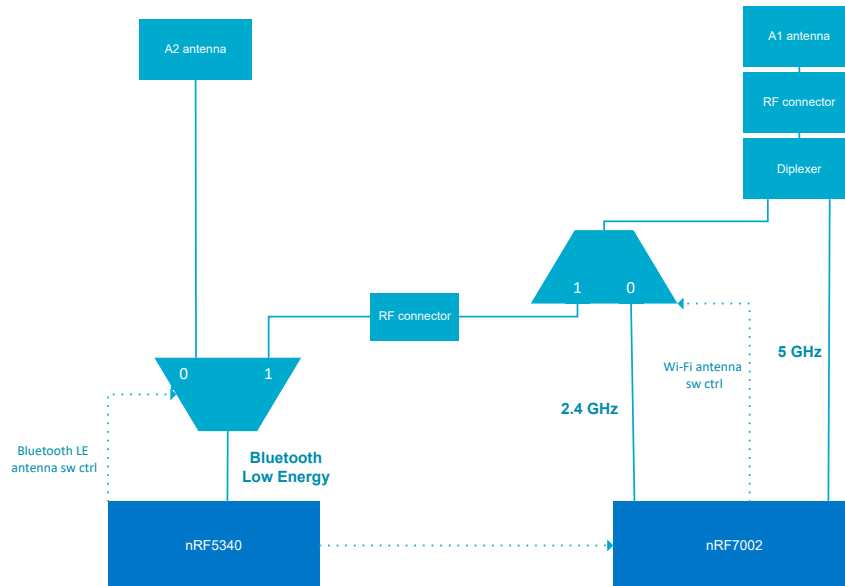 A2 antenna
A1 antenna
RF connector
Diplexer
1 0
RF connector
0 1
5 GHz
Wi-Fi antenna
sw ctrl
2.4 GHz
Bluetooth LE
antenna sw ctrl
Bluetooth
Low Energy
nRF5340
nRF7002